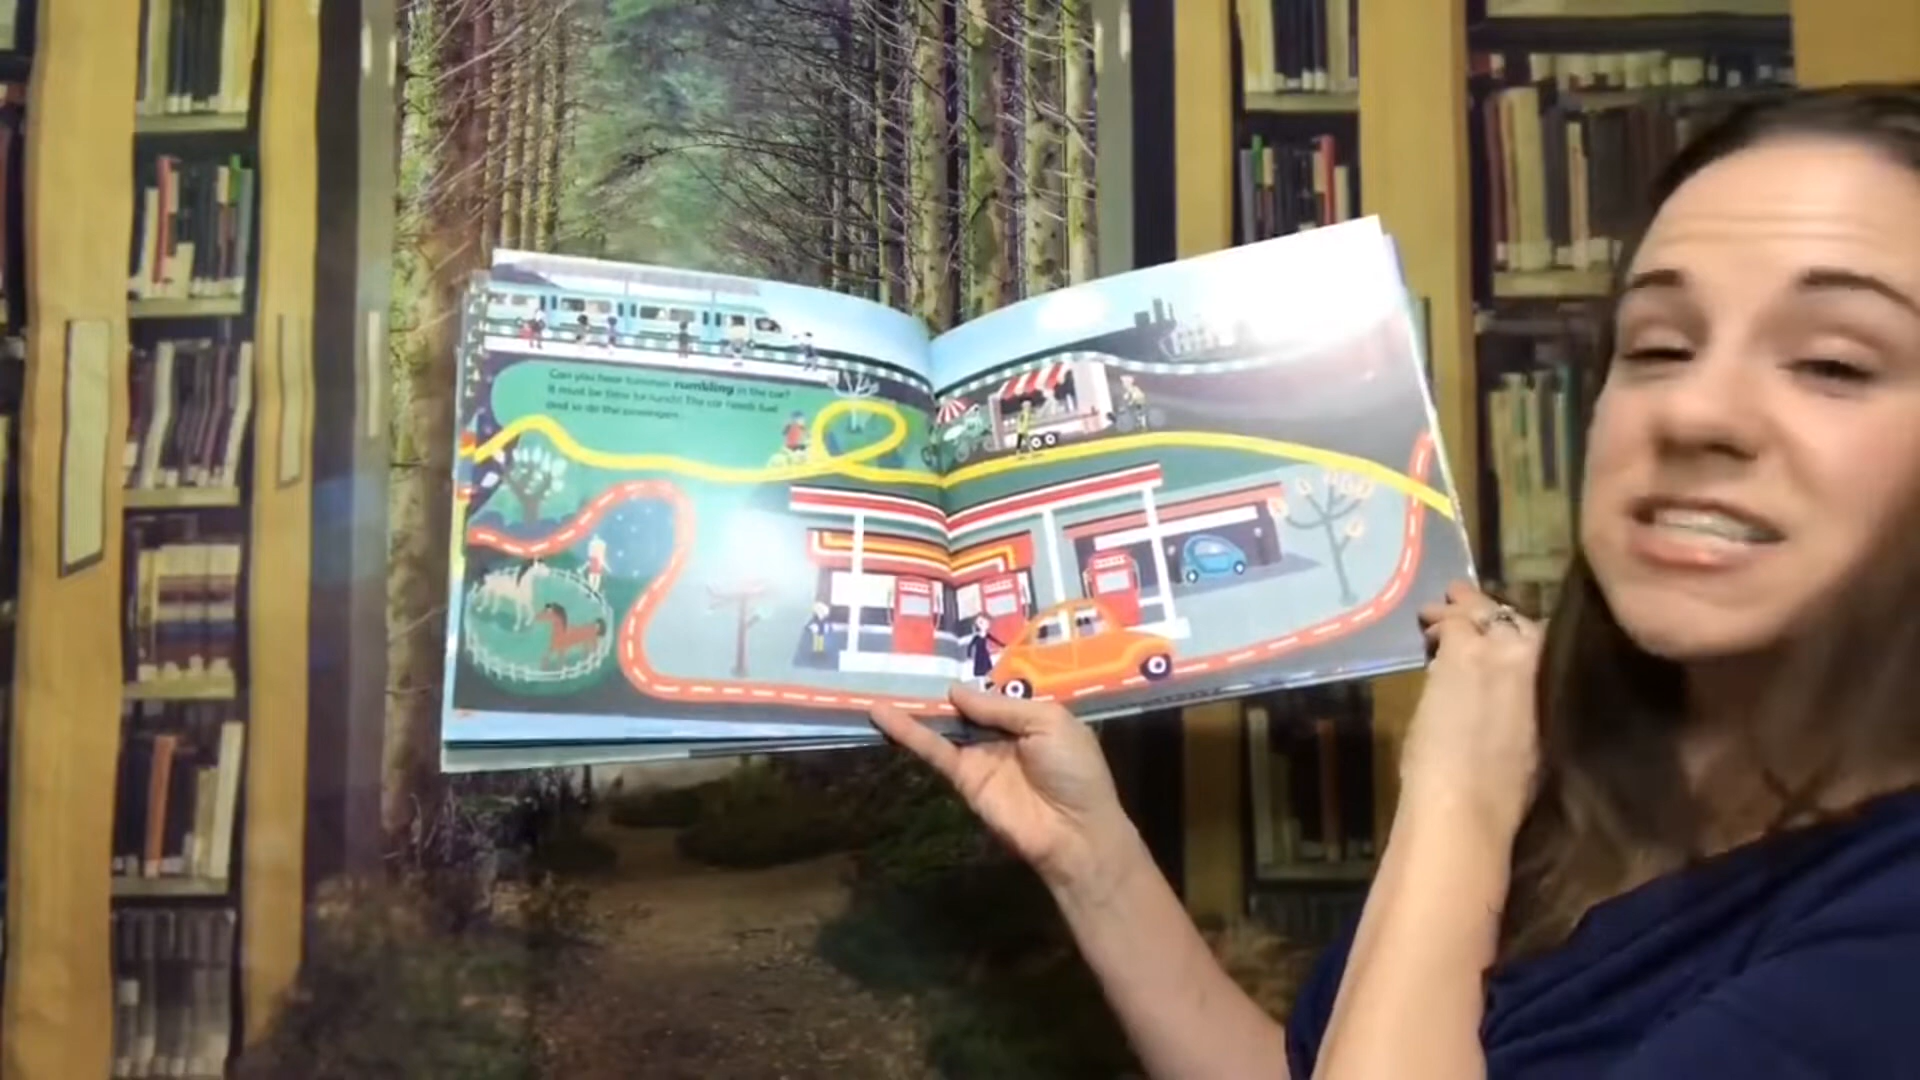 Can you hear tummies rumbling in the car?
It must be time for lunch! The car needs fuel
and so do the passengers.